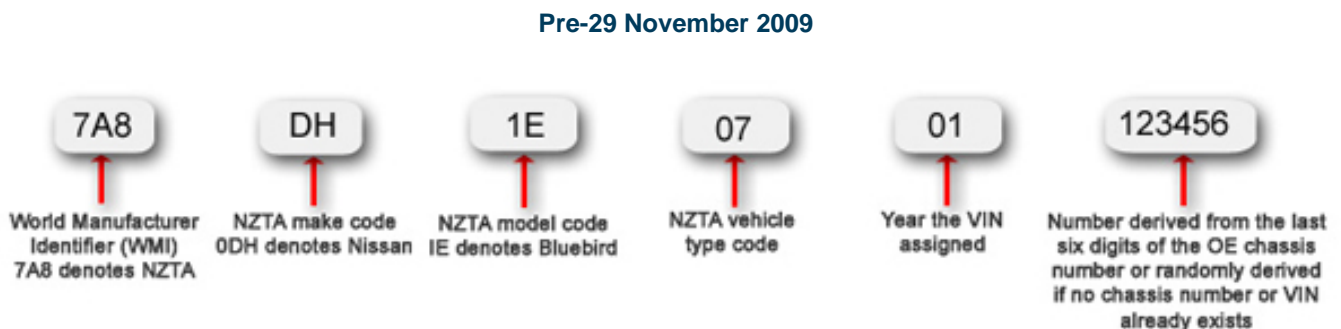 Pre-29 November 2009
7A8
DH
1E
07
01
123456
World Manufacturer
Identifier (WMI)
7A8 denotes NZTA
NZTA make code
0DH denotes Nissan
NZTA model code
IE denotes Bluebird
NZTA vehicle
type code
Year the VIN
assigned
Number derived from the last
six digits of the OE chassis
number or randomly derived
if no chassis number or VIN
already exists